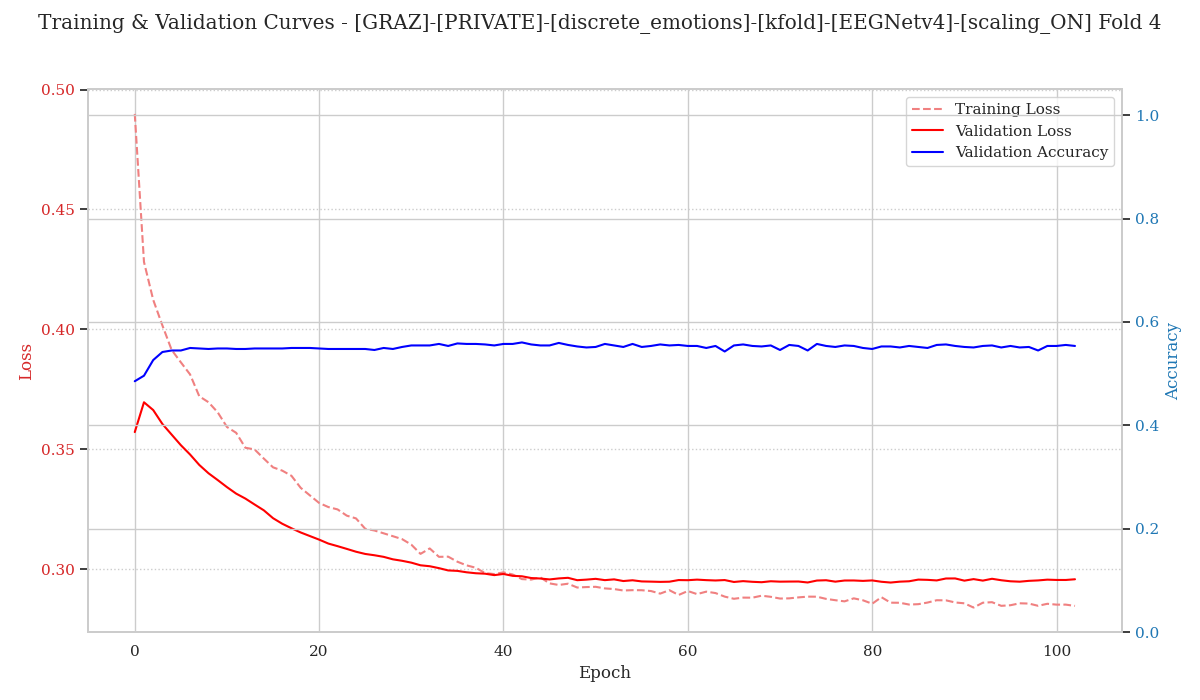 Training & Validation Curves - [GRAZ]-[PRIVATE]-[discrete_emotions]-[kfold]-[EEGNetv4]-[scaling_ON] Fold 4
Training Loss
Validation Loss
Validation Accuracy
Loss
0.50
0.45
0.40
0.35
0.30
Accuracy
1.0
0.8
0.6
0.4
0.2
0.0
0
20
40
60
80
100
Epoch